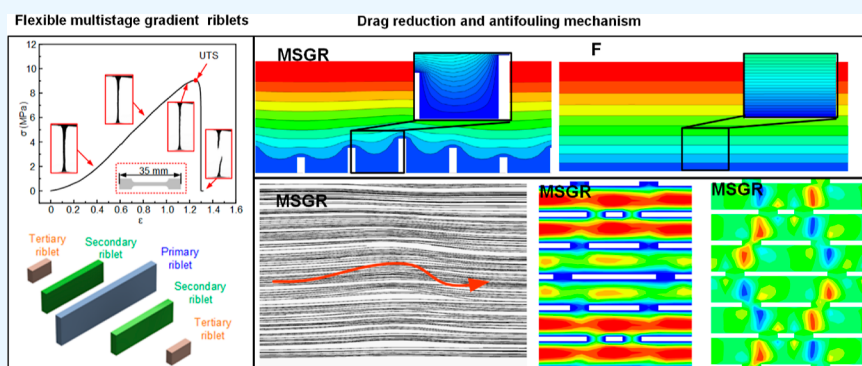 Flexible multistage gradient riblets
Drag reduction and antifouling mechanism
12
10
8
6
4
2
0
σ (MPa)
UTS
35 mm
0 0.2 0.4 0.6 0.8 1.0 1.2 1.4 1.6
ε
Tertiary
riblet
Secondary
riblet
Primary
riblet
Secondary
riblet
Tertiary
riblet
MSGR
F
MSGR
MSGR
MSGR